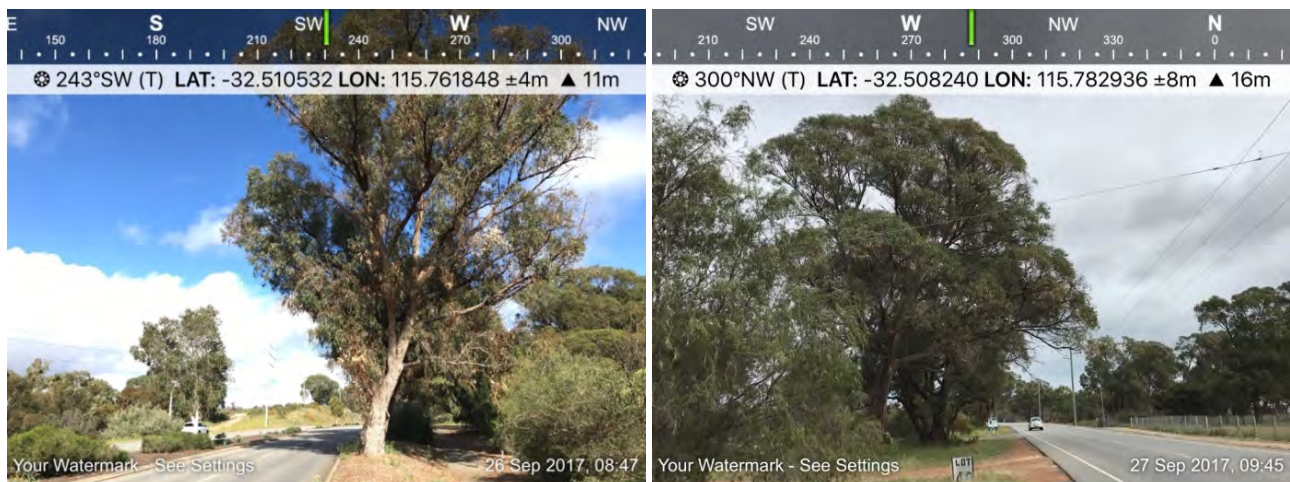 E S SW W NW
150 180 210 240 270 300
243°SW (T) LAT: -32.510532 LON: 115.761848 ±4m ▲ 11m
Your Watermark - See Settings 26 Sep 2017, 08:47
SW W NW N
210 240 270 300 330 0
300°NW (T) LAT: -32.508240 LON: 115.782936 ±8m ▲ 16m
LOT
Your Watermark - See Settings 27 Sep 2017, 09:45